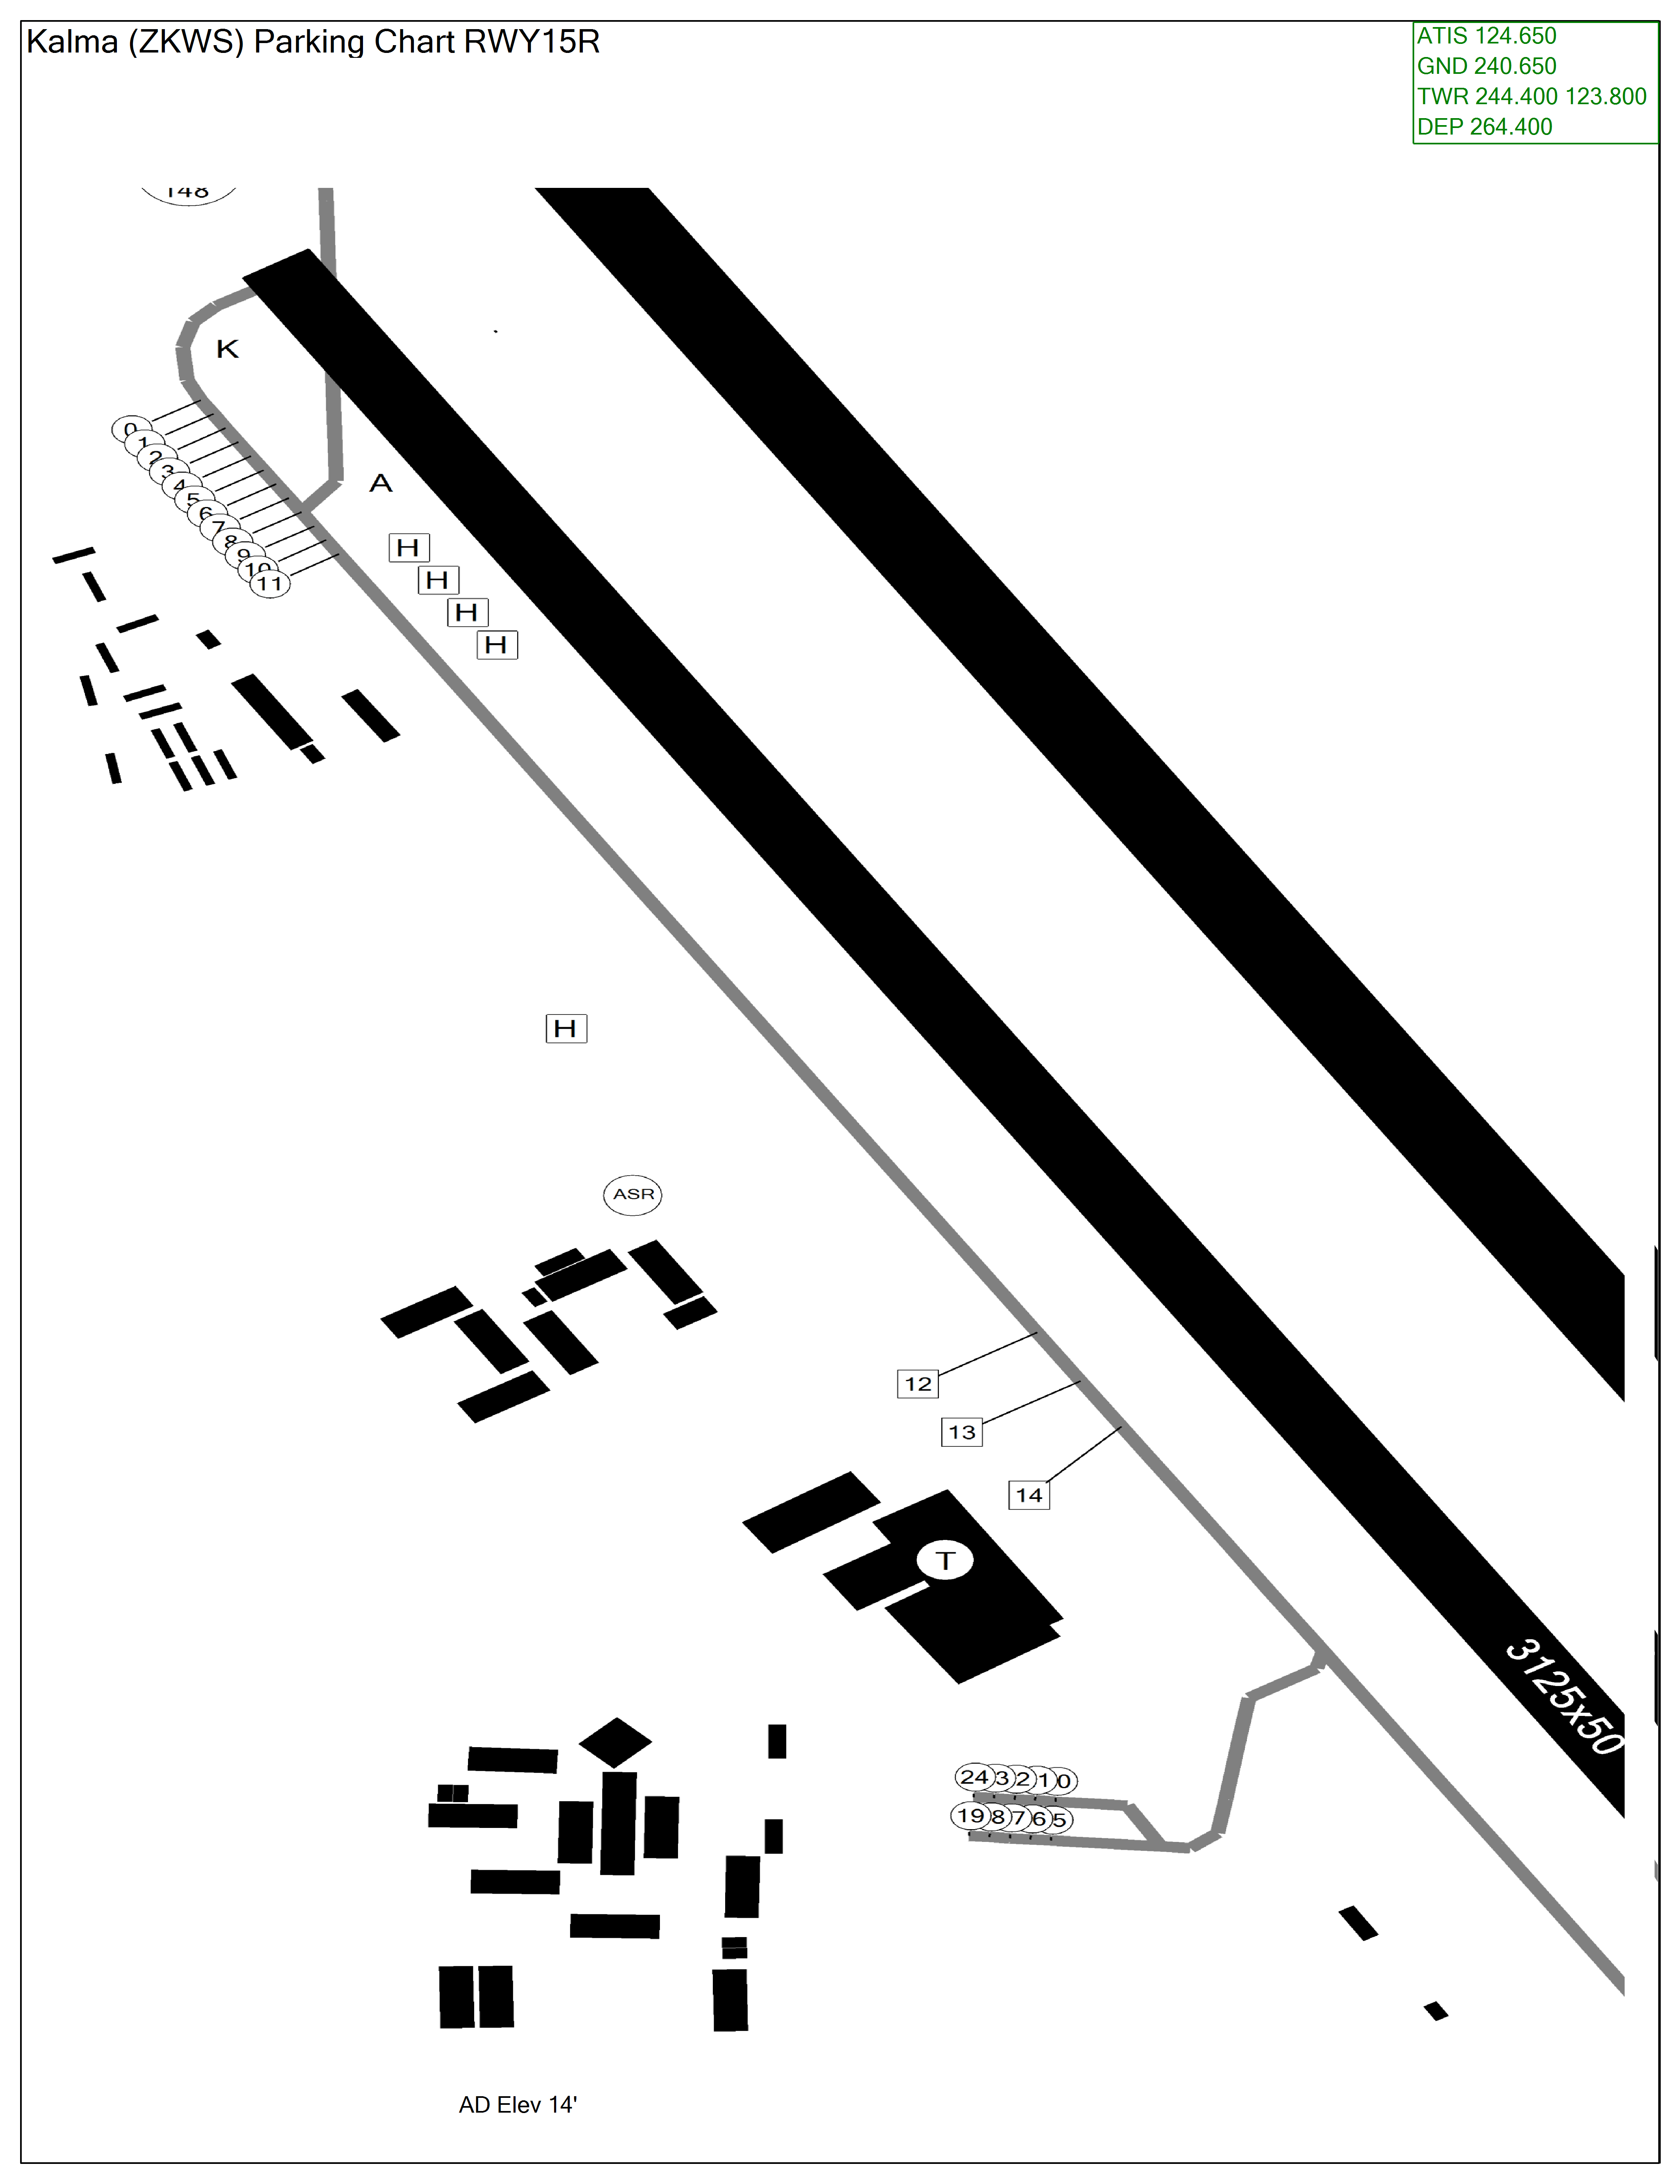 Kalma (ZKWS) Parking Chart RWY15R
ATIS 124.650
GND 240.650
TWR 244.400 123.800
DEP 264.400
148
K
0
1
2
3
4
5
6
7
8
9
10
11
A
H
H
H
H
H
ASR
12
13
14
T
3125x50
24 3 2 1 0
19 8 7 6 5
AD Elev 14'